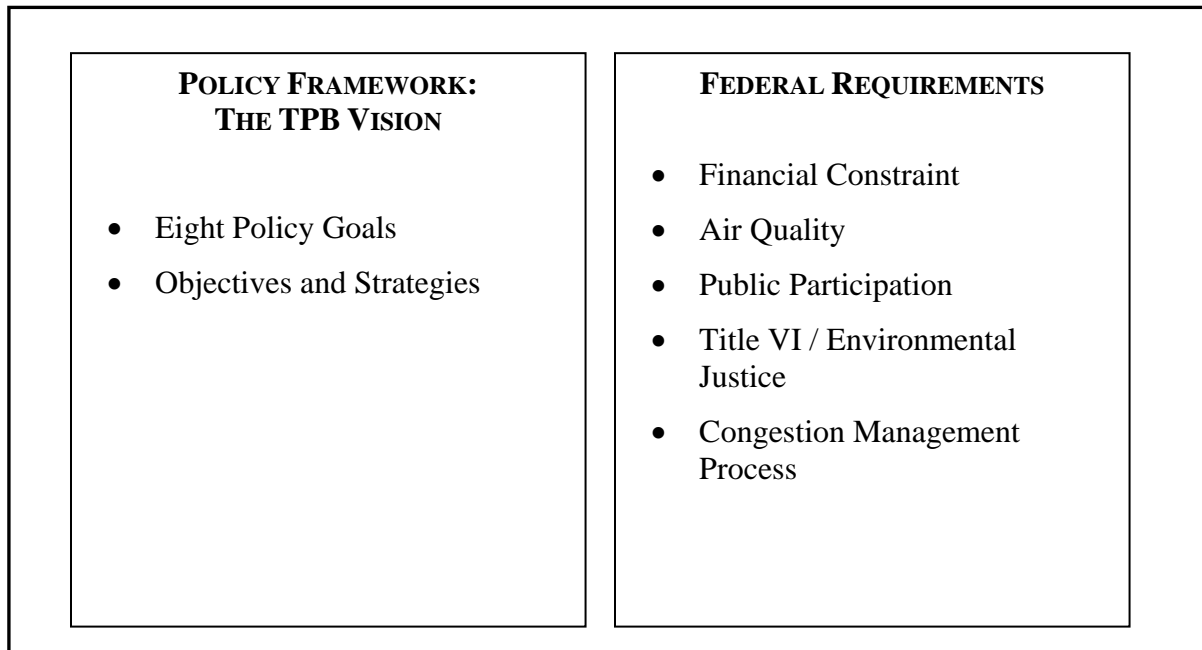 POLICY FRAMEWORK:
THE TPB VISION
• Eight Policy Goals
• Objectives and Strategies
FEDERAL REQUIREMENTS
• Financial Constraint
• Air Quality
• Public Participation
• Title VI / Environmental
Justice
• Congestion Management
Process